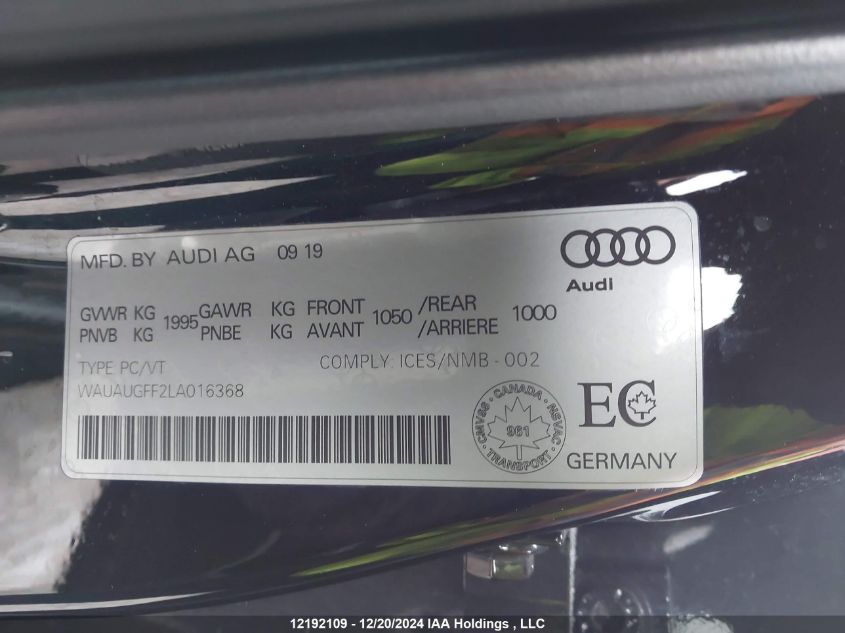 MFD. BY AUDI AG 09 19
Audi
GVWR KG 1995 GAWR KG FRONT 1050 /REAR 1000
PNVB KG PNBE KG AVANT /ARRIERE
TYPE PC/VT COMPLY: ICES/NMB - 002
WAUAUGFF2LA016368
CANADA
CMVSS NSVAC
961
TRANSPORT
EC
GERMANY
12192109 - 12/20/2024 IAA Holdings , LLC